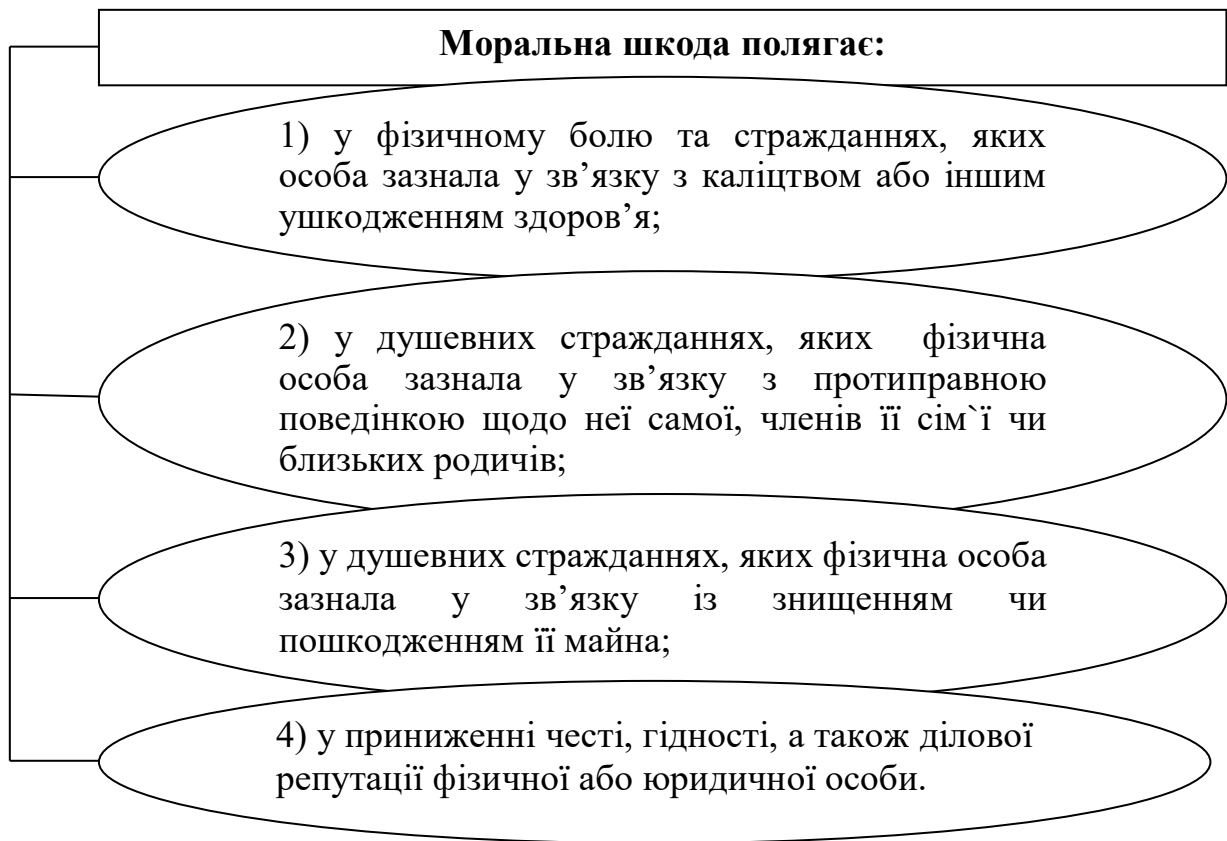 Моральна шкода полягає:
1) у фізичному болю та стражданнях, яких
особа зазнала у зв’язку з каліцтвом або іншим
ушкодженням здоров’я;
2) у душевних стражданнях, яких фізична
особа зазнала у зв’язку з протиправною
поведінкою щодо неї самої, членів її сім`ї чи
близьких родичів;
3) у душевних стражданнях, яких фізична особа
зазнала у зв’язку із знищенням чи
пошкодженням її майна;
4) у приниженні честі, гідності, а також ділової
репутації фізичної або юридичної особи.